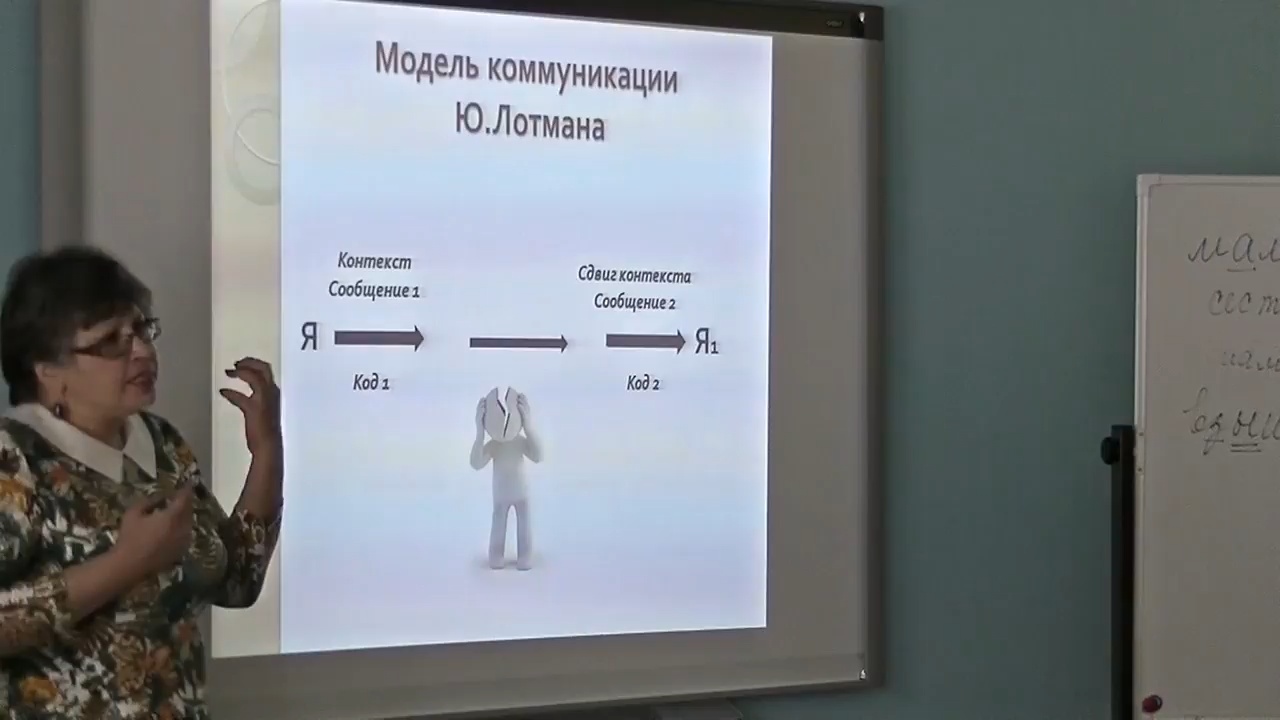 Модель коммуникации
Ю.Лотмана
Контекст
Сообщение 1
Сдвиг контекста
Сообщение 2
Я
Я1
Код 1
Код 2